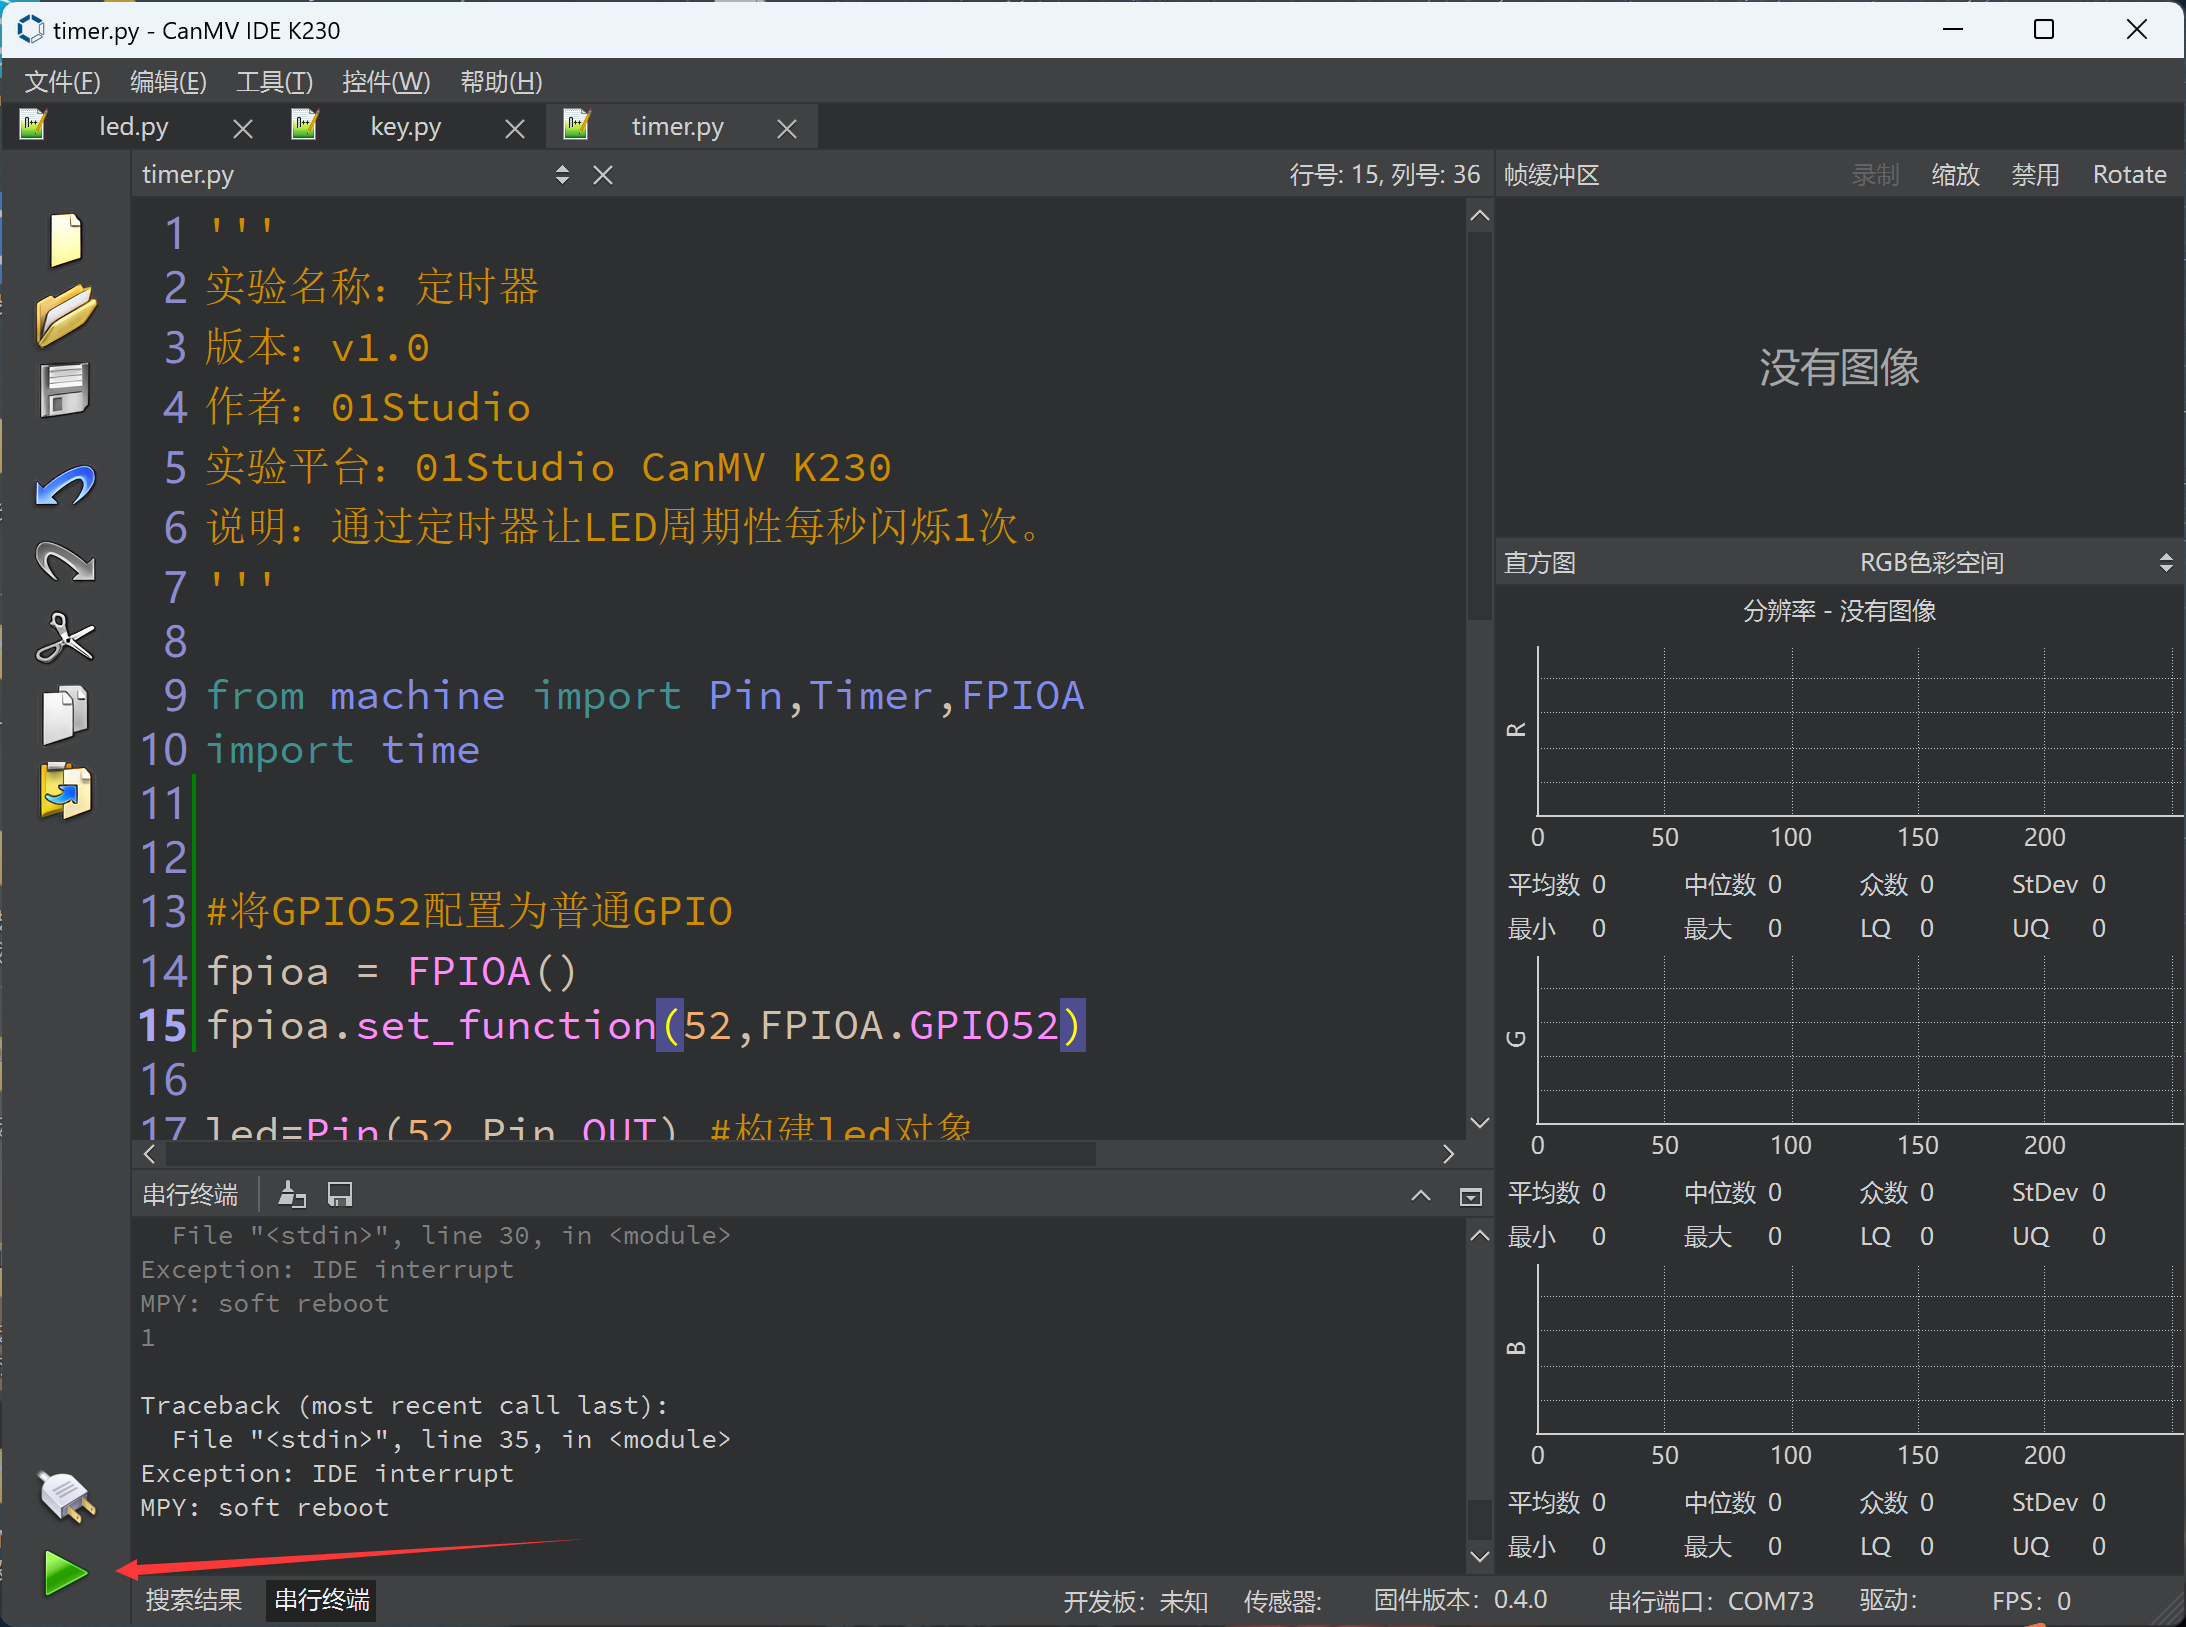 timer.py - CanMV IDE K230
文件(F) 编辑(E) 工具(T) 控件(W) 帮助(H)
led.py key.py timer.py
timer.py 行号: 15, 列号: 36
1 '''
2 实验名称：定时器
3 版本：v1.0
4 作者：01Studio
5 实验平台：01Studio CanMV K230
6 说明：通过定时器让LED周期性每秒闪烁1次。
7 '''
8
9 from machine import Pin,Timer,FPIOA
10 import time
11
12
13 #将GPIO52配置为普通GPIO
14 fpioa = FPIOA()
15 fpioa.set_function(52,FPIOA.GPIO52)
16
17 led=Pin(52,Pin.OUT) #构建led对象
串行终端
File "<stdin>", line 30, in <module>
Exception: IDE interrupt
MPY: soft reboot
1
Traceback (most recent call last):
File "<stdin>", line 35, in <module>
Exception: IDE interrupt
MPY: soft reboot
搜索结果 串行终端
帧缓冲区 录制 缩放 禁用 Rotate
没有图像
直方图 RGB色彩空间
分辨率 - 没有图像
R
0 50 100 150 200
平均数 0 中位数 0 众数 0 StDev 0
最小 0 最大 0 LQ 0 UQ 0
G
0 50 100 150 200
平均数 0 中位数 0 众数 0 StDev 0
最小 0 最大 0 LQ 0 UQ 0
B
0 50 100 150 200
平均数 0 中位数 0 众数 0 StDev 0
最小 0 最大 0 LQ 0 UQ 0
开发板：未知 传感器： 固件版本：0.4.0 串行端口：COM73 驱动： FPS：0